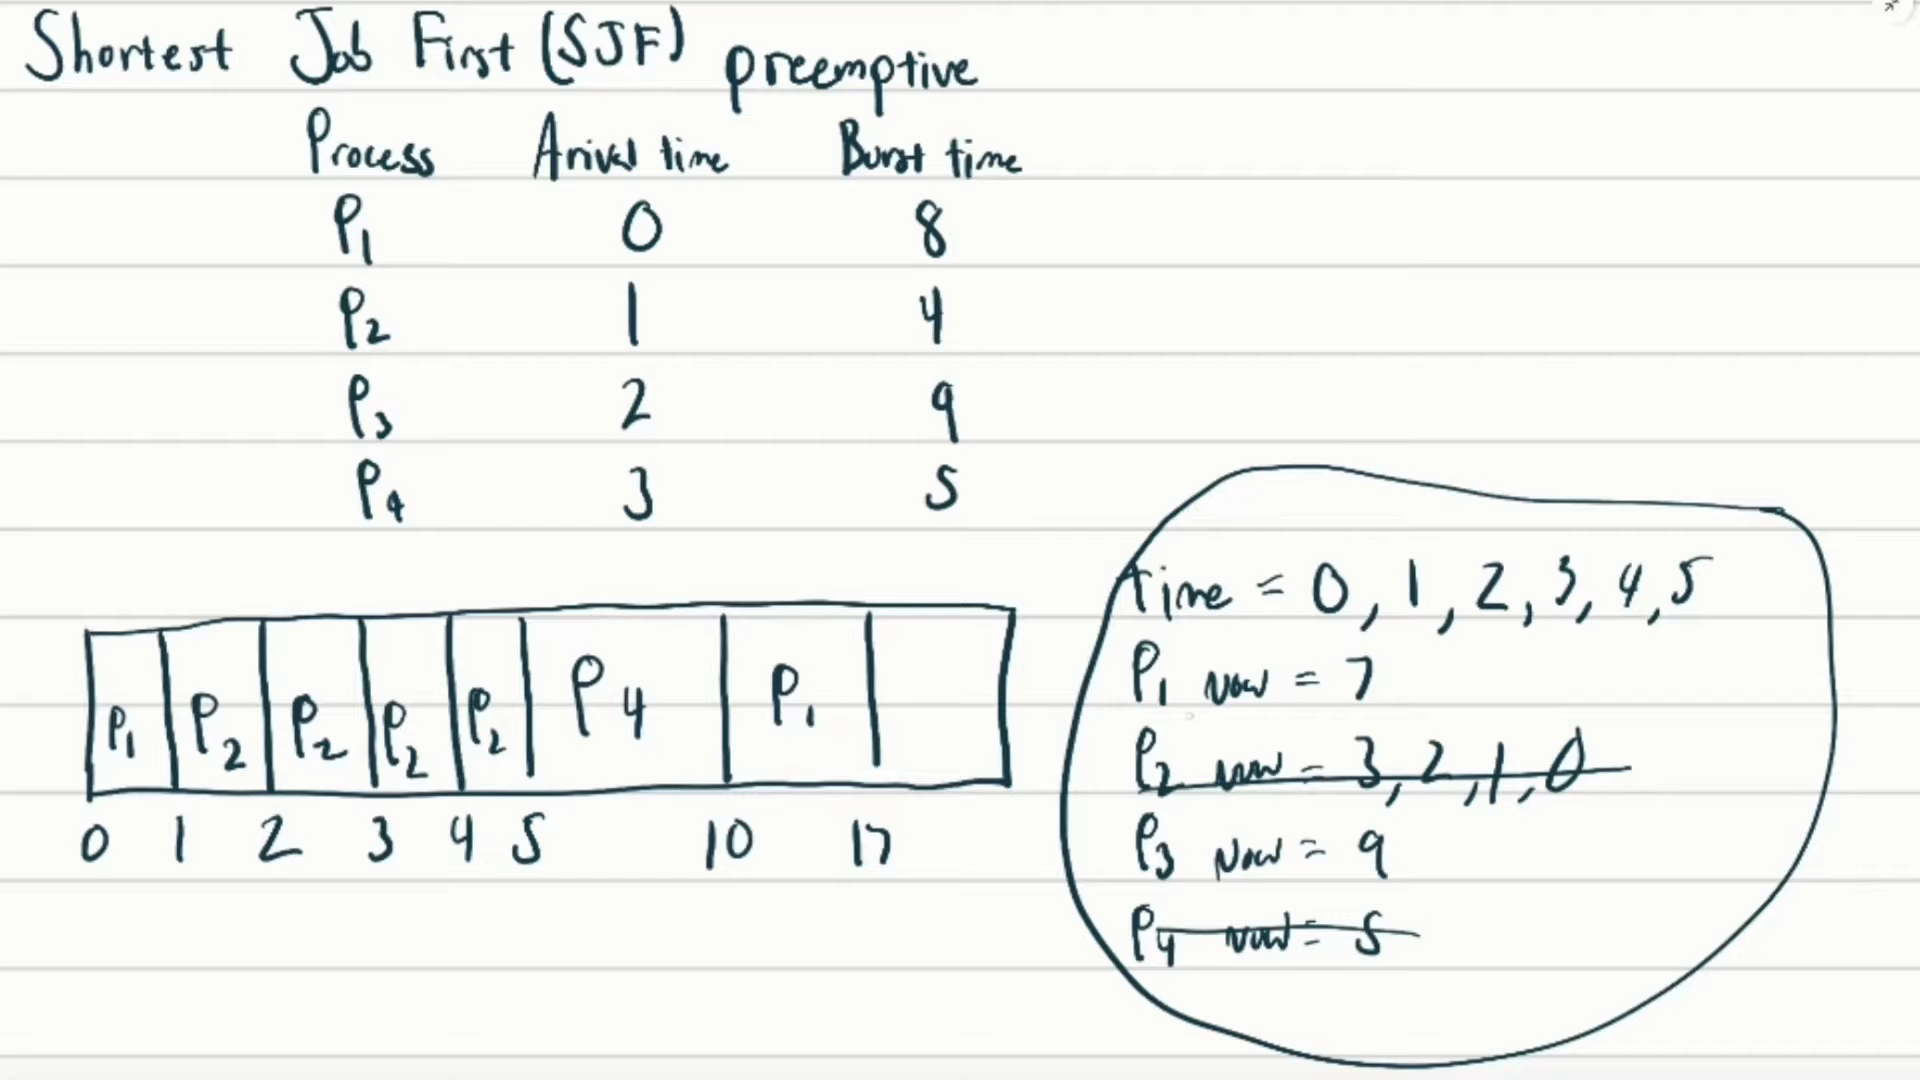 Shortest Job First (SJF) preemptive
Process Arival time Burst time
P1 0 8
P2 1 4
P3 2 9
P4 3 5
time = 0, 1, 2, 3, 4, 5
P1 now = 7
P2 now = 3, 2, 1, 0
P3 now = 9
P4 now = 5
P1 P2 P2 P2 P2 P4 P1
0 1 2 3 4 5 10 17